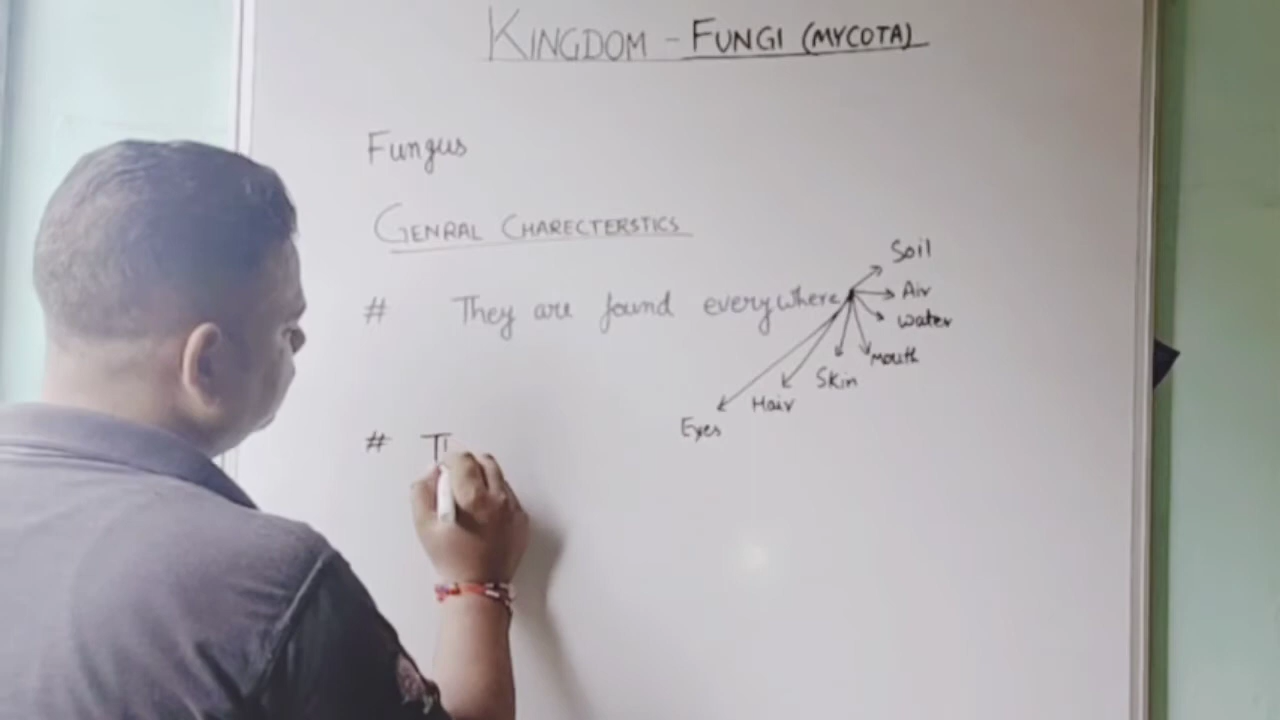 KINGDOM - FUNGI (MYCOTA)
Fungus
GENRAL CHARECTERSTICS
# They are found everywhere
Soil
Air
water
Mouth
Skin
Hair
Eyes
#